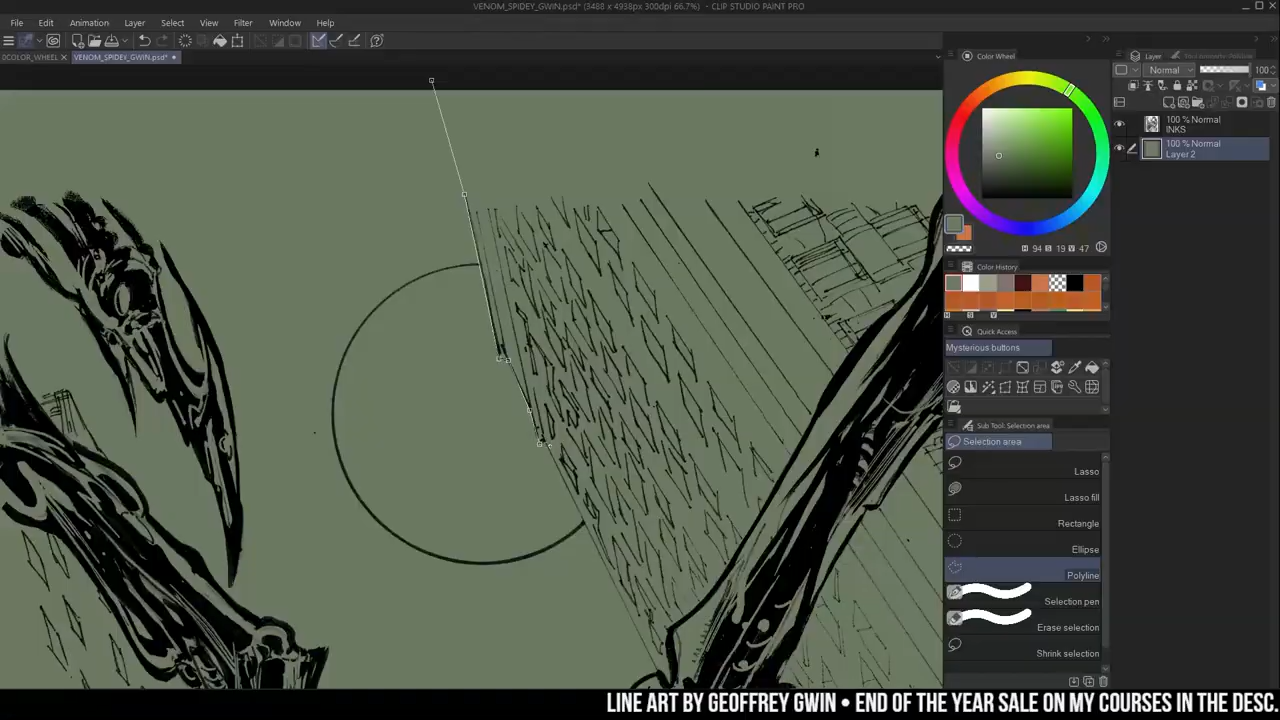 VENOM_SPIDEY_GWIN.psd* (3488 x 4938px 300dpi 66.7%) - CLIP STUDIO PAINT PRO
File Edit Animation Layer Select View Filter Window Help
0COLOR_WHEEL VENOM_SPIDEY_GWIN.psd*
Color Wheel
H 94 S 19 V 47
Color History
H S V
Quick Access
Mysterious buttons
Sub Tool: Selection area
Selection area
Lasso
Lasso fill
Rectangle
Ellipse
Polyline
Selection pen
Erase selection
Shrink selection
Layer
Normal 100
100 % Normal
INKS
100 % Normal
Layer 2
LINE ART BY GEOFFREY GWIN • END OF THE YEAR SALE ON MY COURSES IN THE DESC.